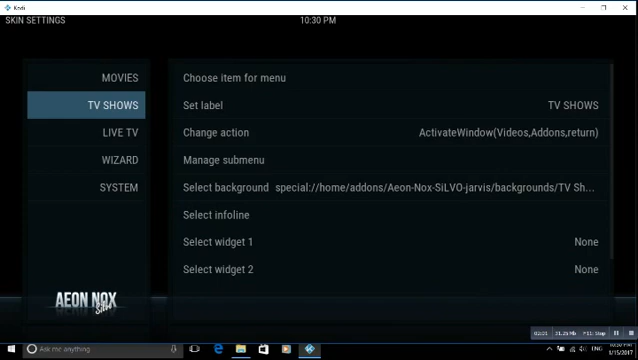 Kodi
SKIN SETTINGS
10:30 PM
MOVIES
TV SHOWS
LIVE TV
WIZARD
SYSTEM
Choose item for menu
Set label TV SHOWS
Change action ActivateWindow(Videos,Addons,return)
Manage submenu
Select background special://home/addons/Aeon-Nox-SiLVO-jarvis/backgrounds/TV Sh...
Select infoline
Select widget 1 None
Select widget 2 None
AEON NOX
Silvo
Ask me anything
ENG
10:30 PM
8/15/2017